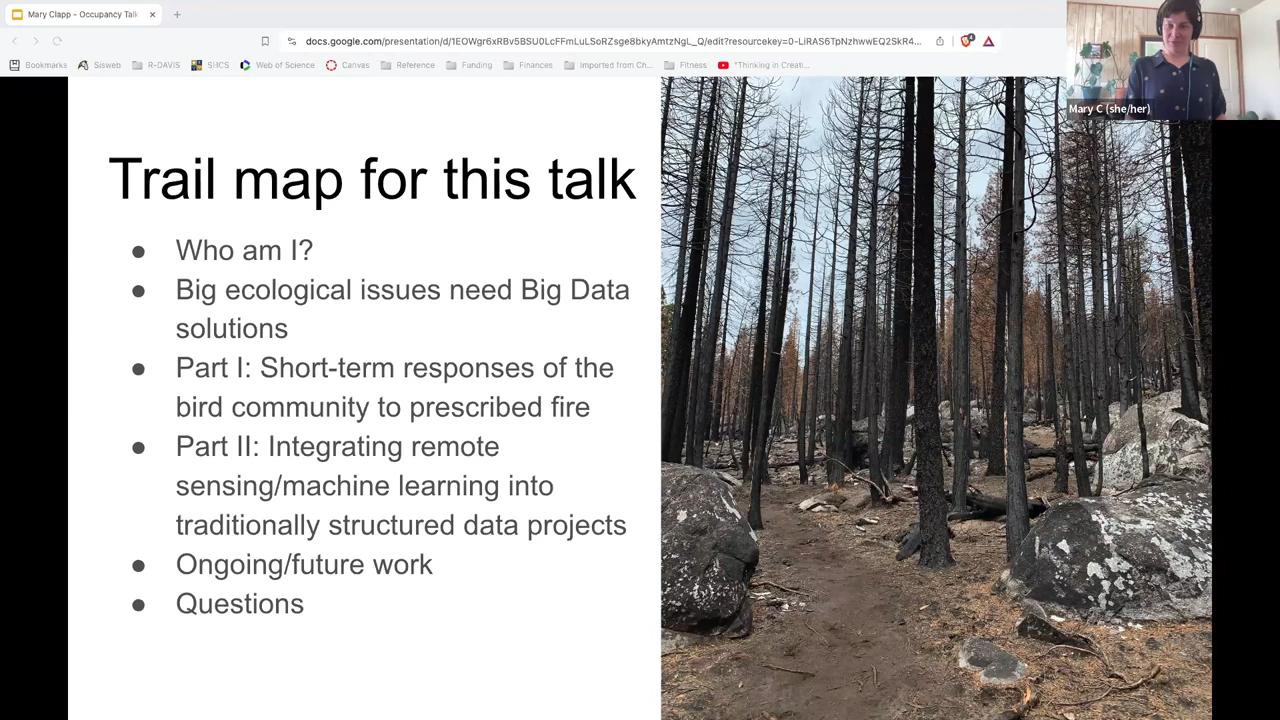 Mary Clapp - Occupancy Talk
docs.google.com/presentation/d/1EOWgr6xRBv5BSU0LcFFmLuLSoRZsge8bkyAmtzNgL_Q/edit?resourcekey=0-LiRAS6TpNzhwwEQ2SkR4...
Bookmarks Sisweb R-DAVIS SHCS Web of Science Canvas Reference Funding Finances Imported from Ch... Fitness "Thinking in Creati...
Mary C (she/her)
Trail map for this talk
● Who am I?
● Big ecological issues need Big Data
solutions
● Part I: Short-term responses of the
bird community to prescribed fire
● Part II: Integrating remote
sensing/machine learning into
traditionally structured data projects
● Ongoing/future work
● Questions